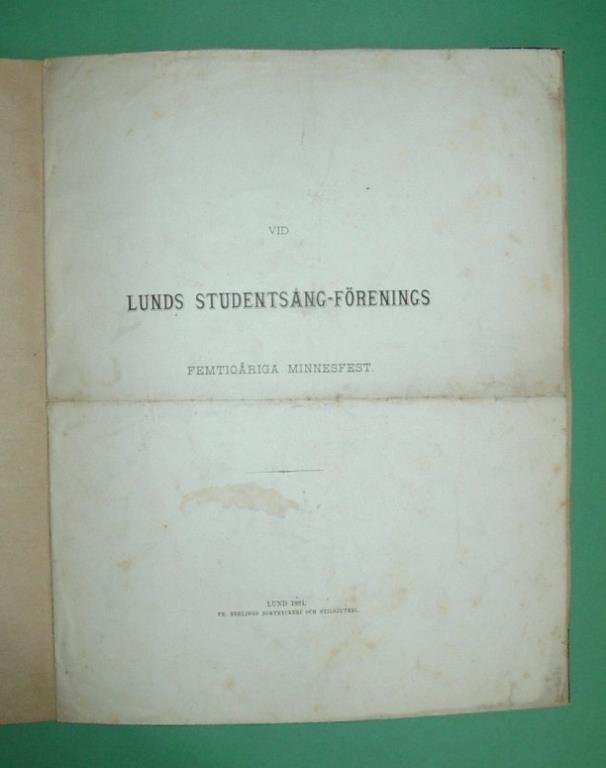 VID
LUNDS STUDENTSÅNG-FÖRENINGS
FEMTIOÅRIGA MINNESFEST.
LUND 1881.
FR. BERLINGS BOKTRYCKERI OCH STILGJUTERI.